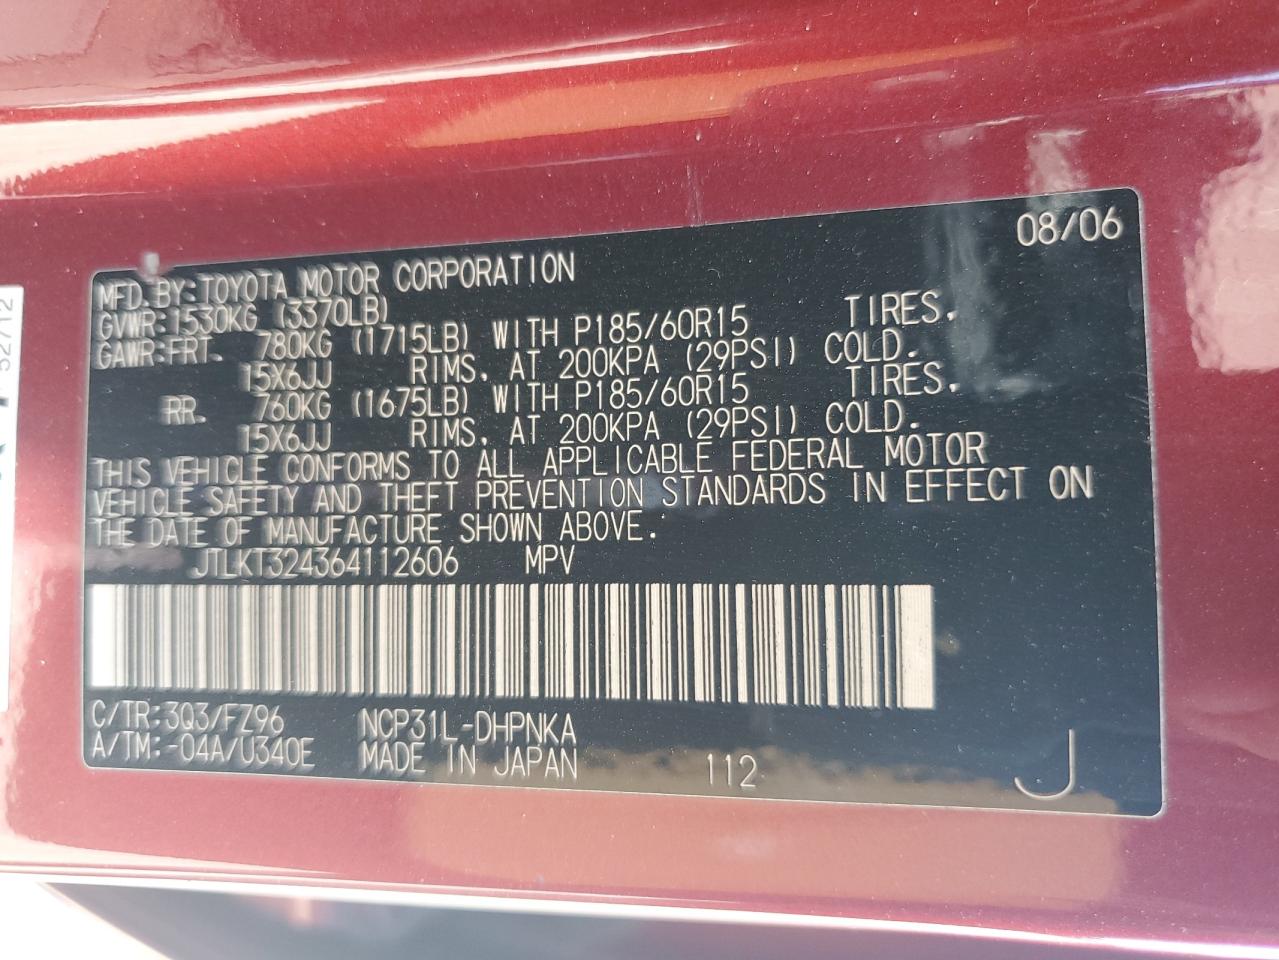 08/06
MFD.BY:TOYOTA MOTOR CORPORATION
GVWR:1530KG (3370LB)
GAWR:FRT. 780KG (1715LB) WITH P185/60R15 TIRES,
15X6JJ RIMS, AT 200KPA (29PSI) COLD.
RR. 760KG (1675LB) WITH P185/60R15 TIRES,
15X6JJ RIMS, AT 200KPA (29PSI) COLD.
THIS VEHICLE CONFORMS TO ALL APPLICABLE FEDERAL MOTOR
VEHICLE SAFETY AND THEFT PREVENTION STANDARDS IN EFFECT ON
THE DATE OF MANUFACTURE SHOWN ABOVE.
JTLKT324364112606 MPV
C/TR:3Q3/FZ96 NCP31L-DHPNKA
A/TM:-04A/U340E MADE IN JAPAN 112 J